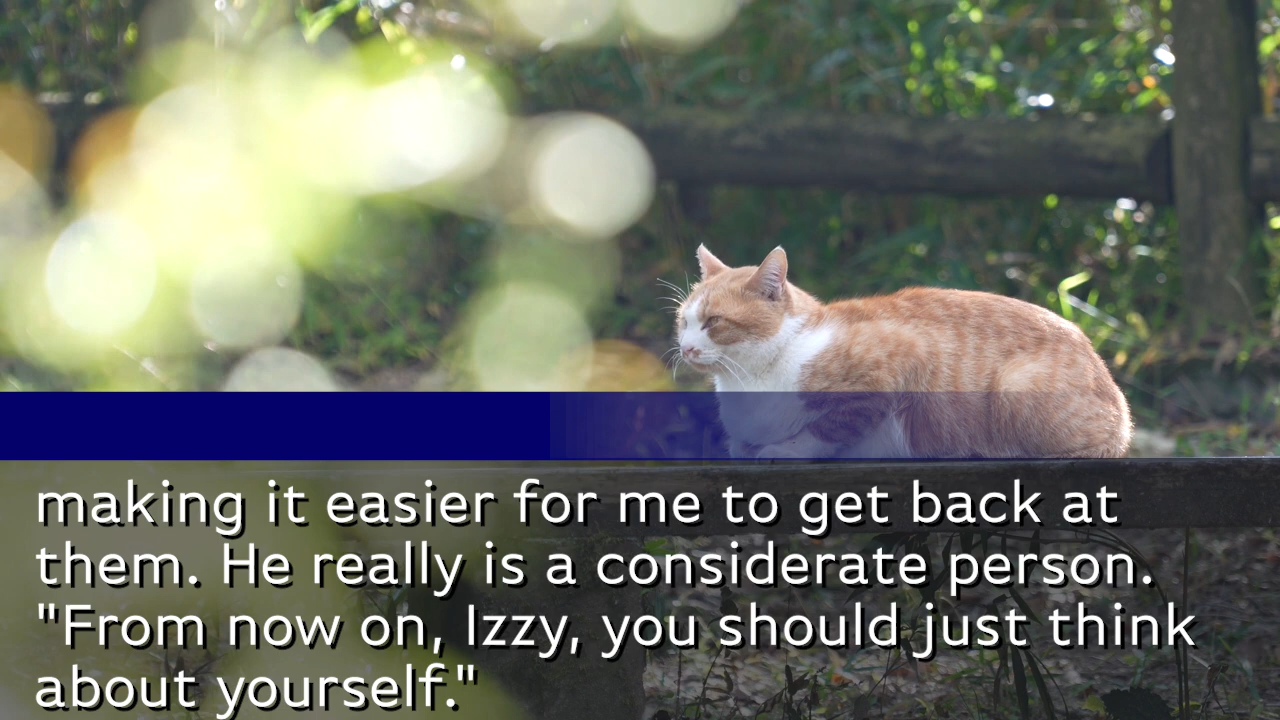 making it easier for me to get back at
them. He really is a considerate person.
"From now on, Izzy, you should just think
about yourself."